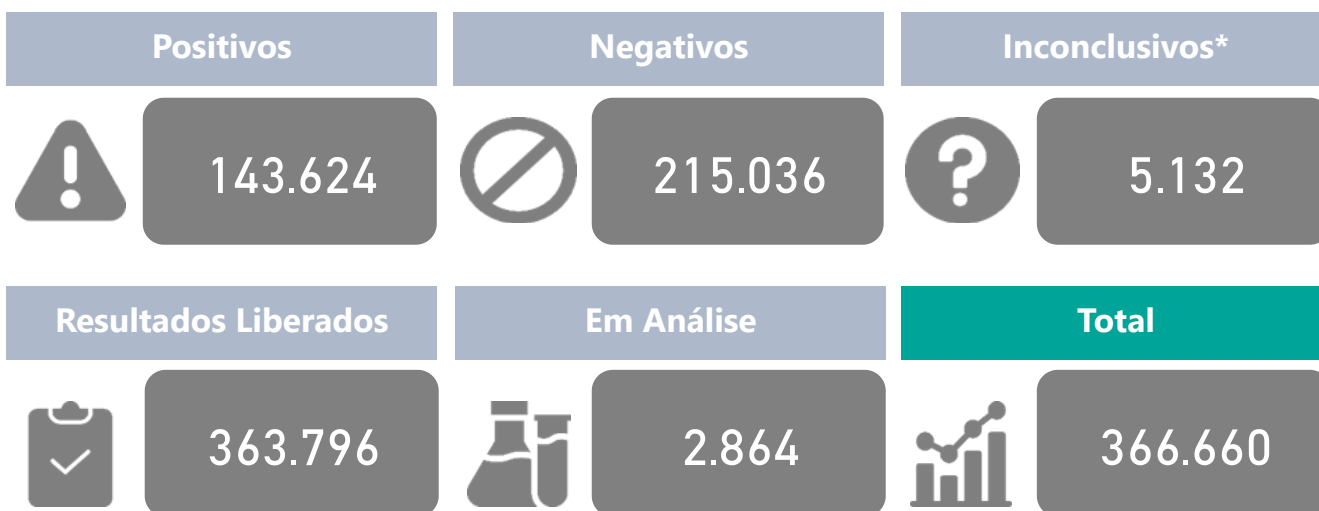 Positivos
Negativos
Inconclusivos*
143.624
215.036
5.132
Resultados Liberados
Em Análise
Total
363.796
2.864
366.660